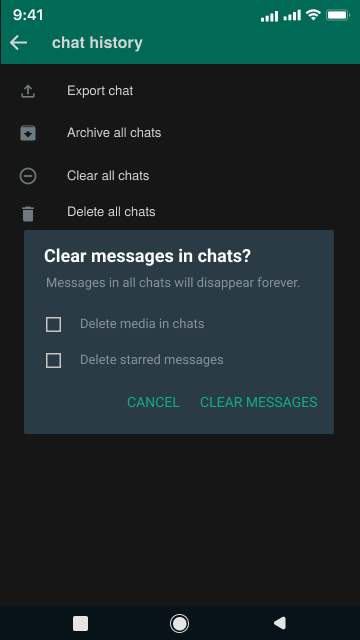 9:41
chat history
Export chat
Archive all chats
Clear all chats
Delete all chats
Clear messages in chats?
Messages in all chats will disappear forever.
Delete media in chats
Delete starred messages
CANCEL CLEAR MESSAGES